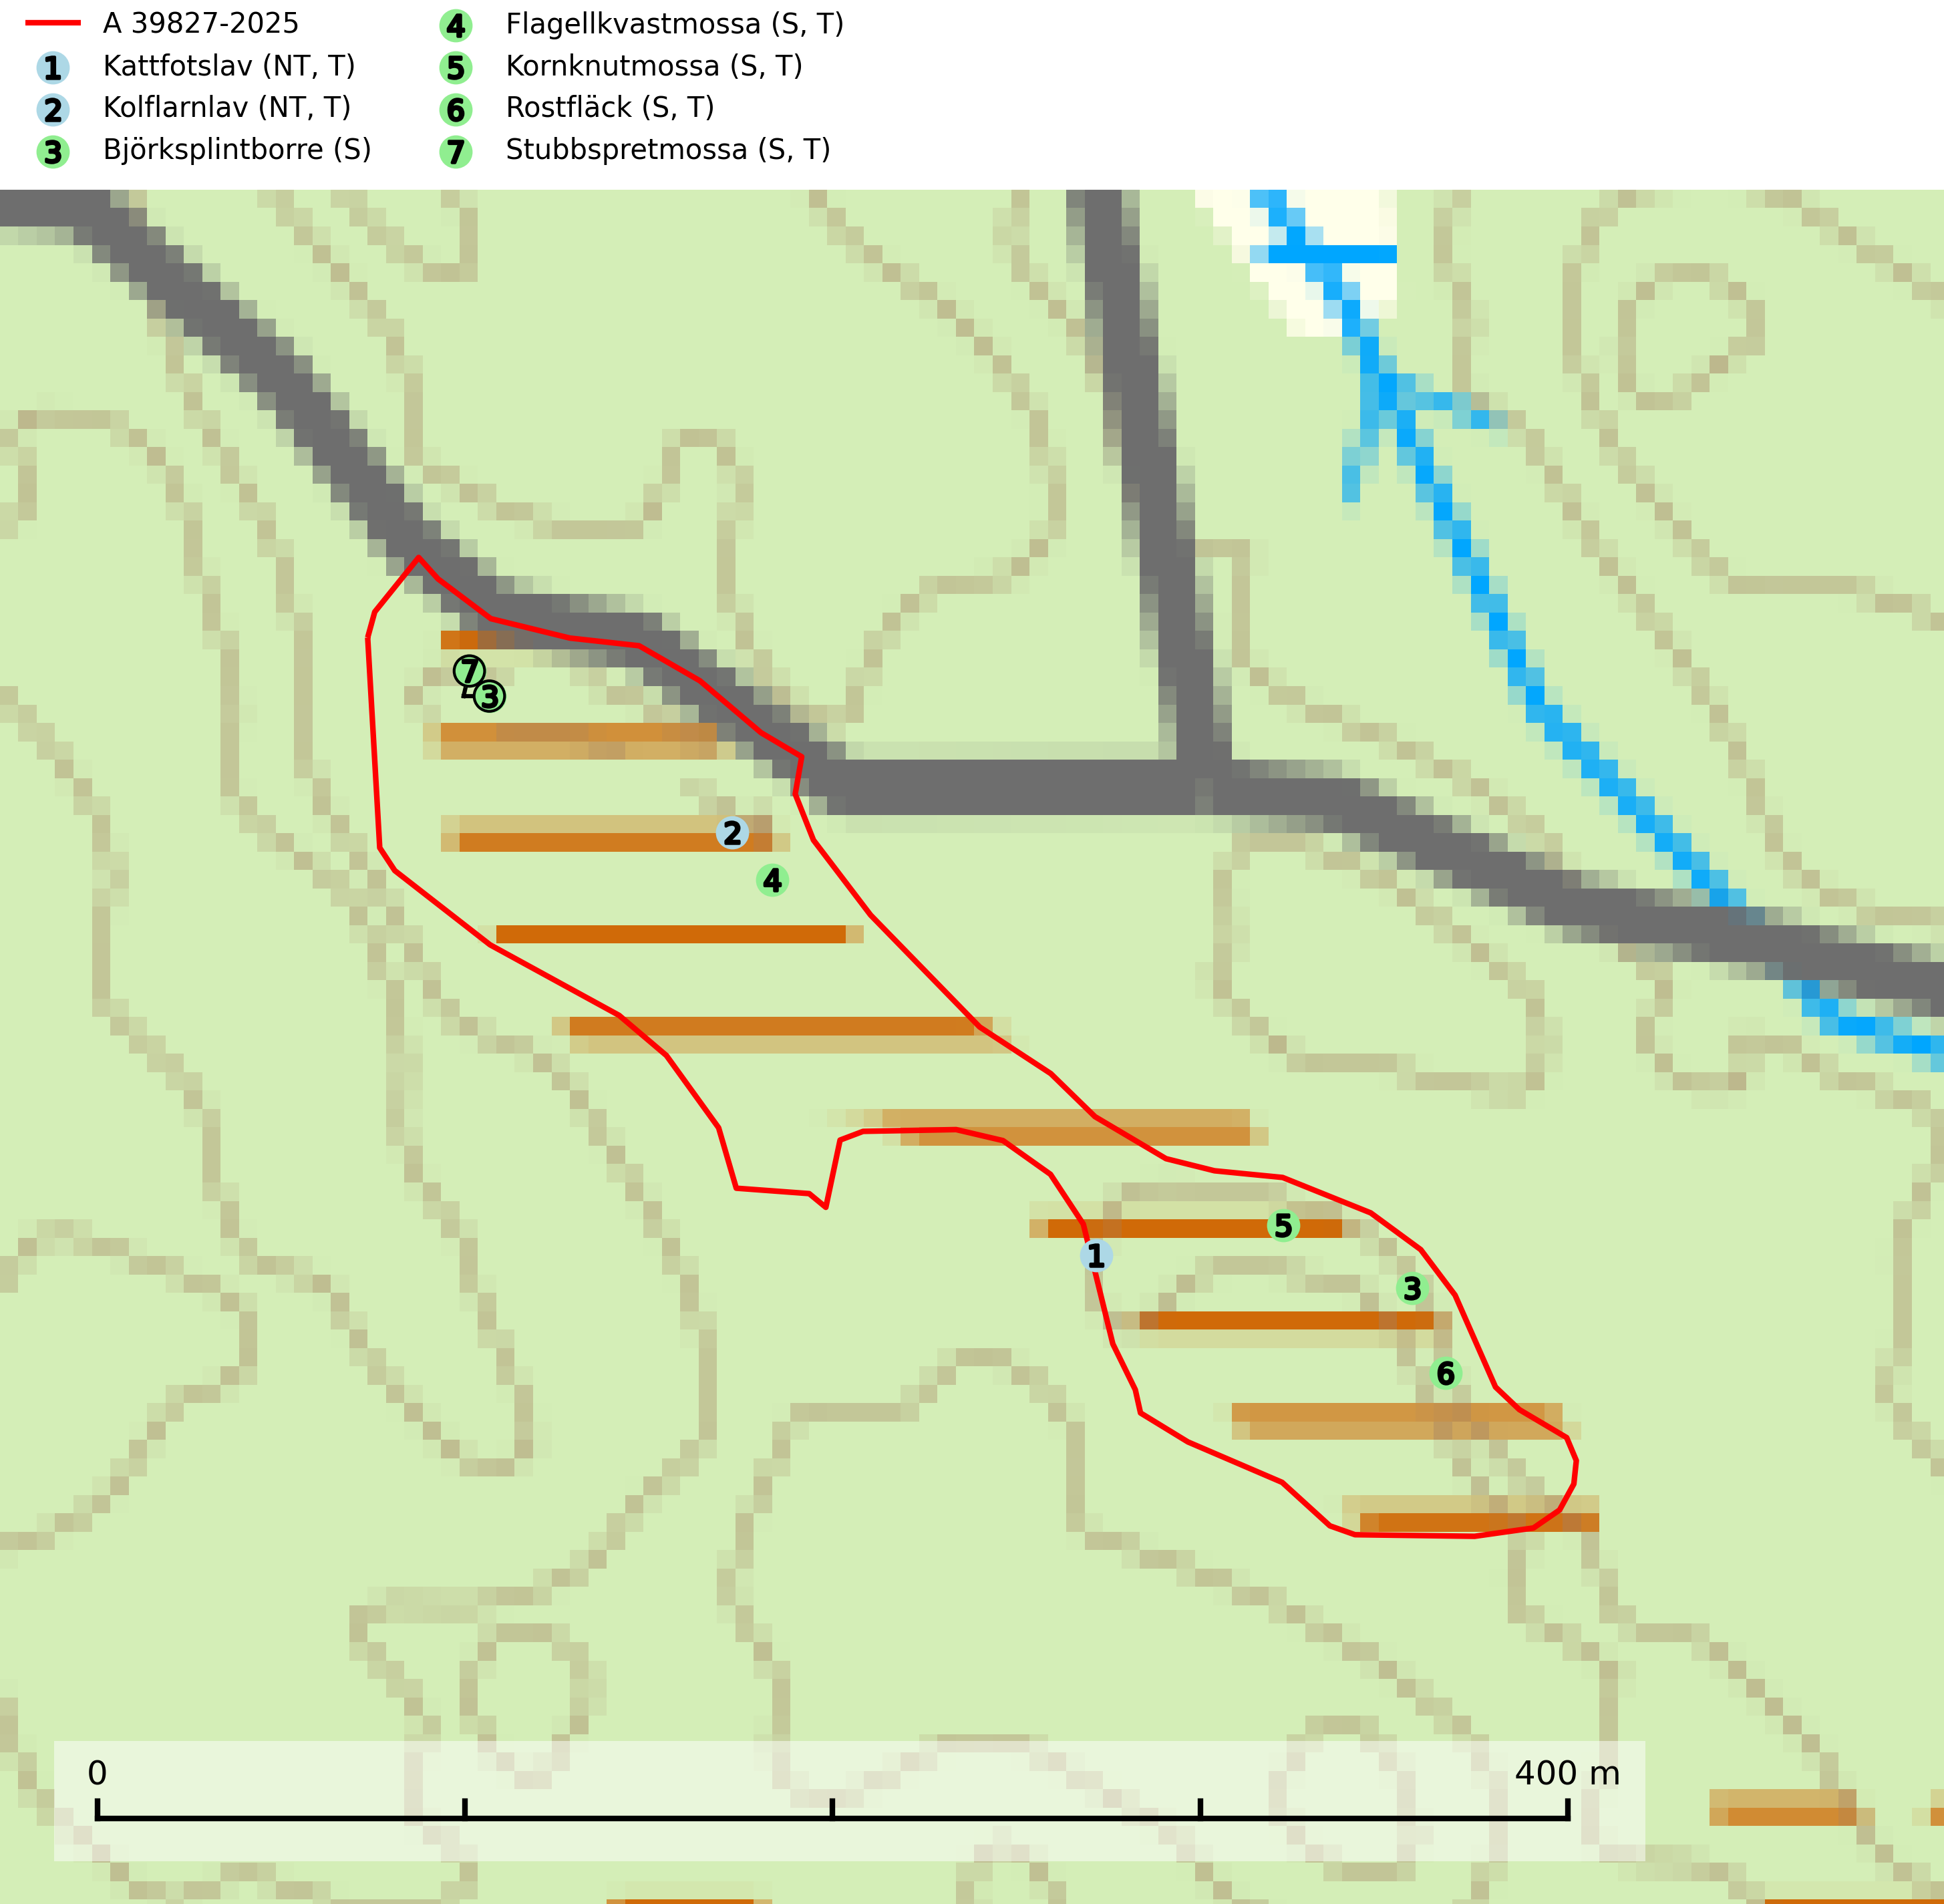 A 39827-2025
1 Kattfotslav (NT, T)
2 Kolflarnlav (NT, T)
3 Björksplintborre (S)
4 Flagellkvastmossa (S, T)
5 Kornknutmossa (S, T)
6 Rostfläck (S, T)
7 Stubbspretmossa (S, T)
7
3
2
4
5
1
3
6
0 400 m